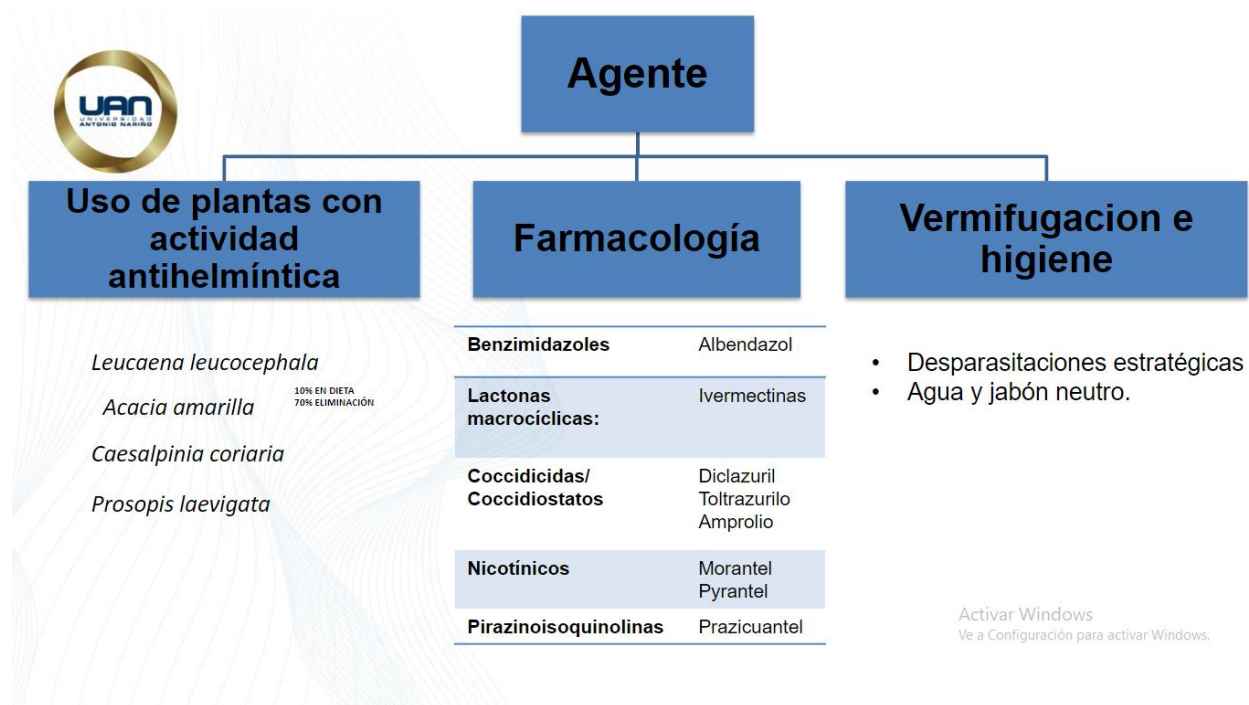 UAN
UNIVERSIDAD
ANTONIO NARIÑO
Agente
Uso de plantas con
actividad
antihelmíntica
Farmacología
Vermifugacion e
higiene
Leucaena leucocephala
Acacia amarilla
10% EN DIETA
70% ELIMINACIÓN
Caesalpinia coriaria
Prosopis laevigata
Benzimidazoles Albendazol
Lactonas Ivermectinas
macrocíclicas:
Coccidicidas/ Diclazuril
Coccidiostatos Toltrazurilo
Amprolio
Nicotínicos Morantel
Pyrantel
Pirazinoisoquinolinas Prazicuantel
• Desparasitaciones estratégicas
• Agua y jabón neutro.
Activar Windows
Ve a Configuración para activar Windows.